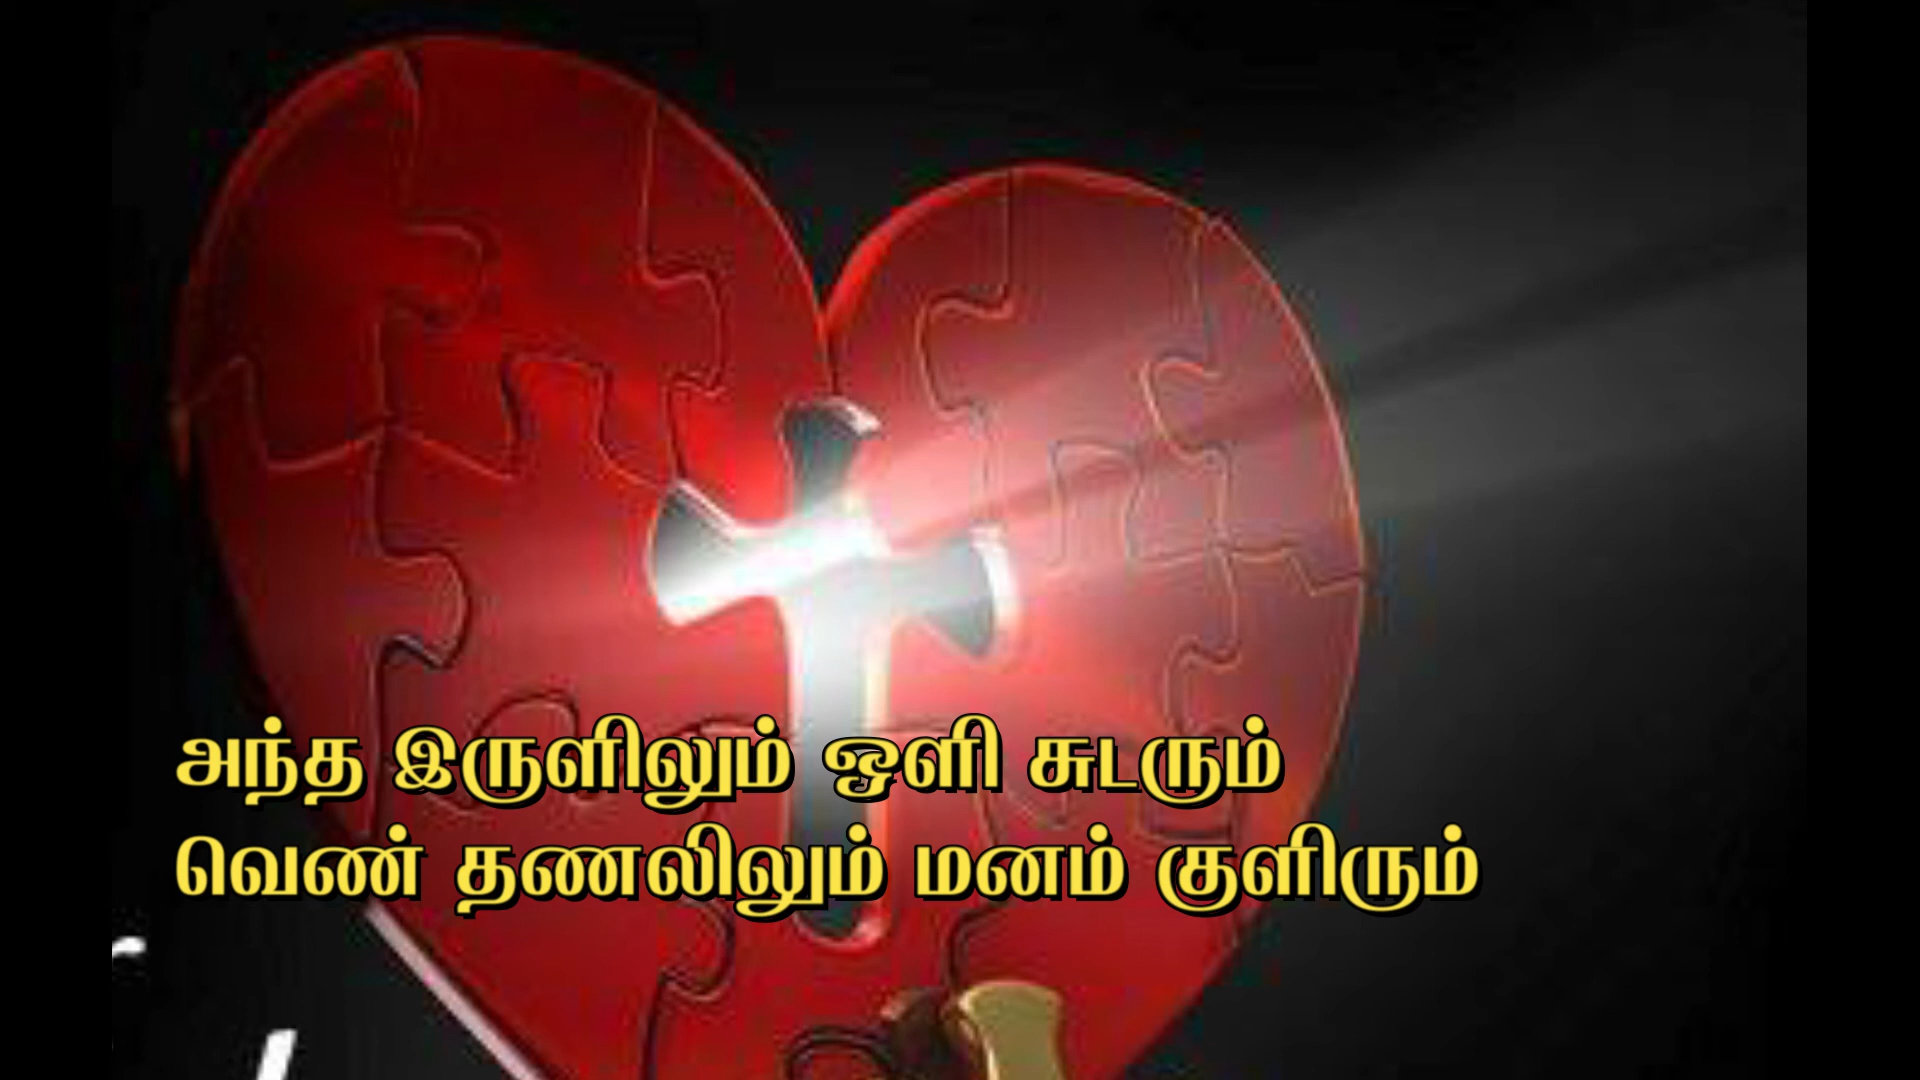 அந்த இருளிலும் ஒளி சுடரும்
வெண் தணலிலும் மனம் குளிரும்